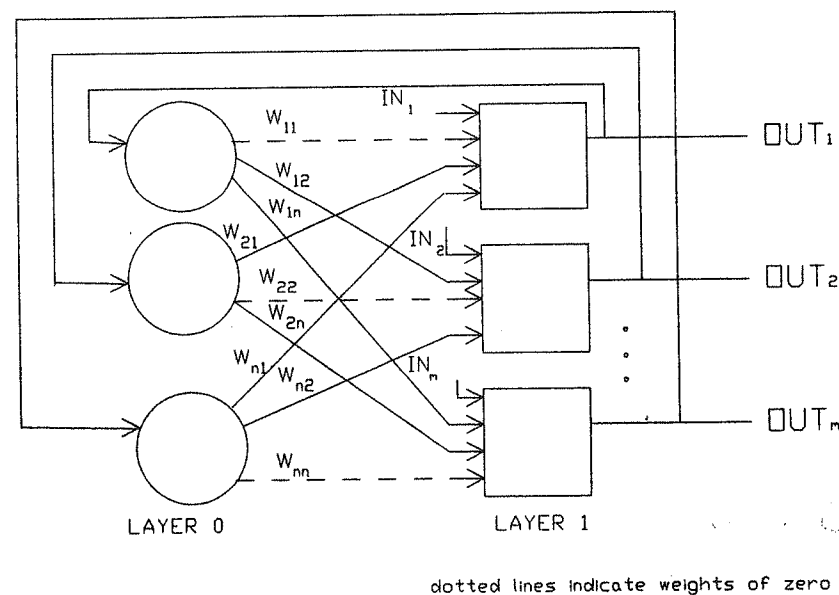 IN₁
W₁₁
OUT₁
W₁₂
W₁ₙ
W₂₁
IN₂
W₂₂
OUT₂
W₂ₙ
Wₙ₁
Wₙ₂
INₘ
OUTₘ
Wₙₙ
LAYER 0
LAYER 1
dotted lines indicate weights of zero